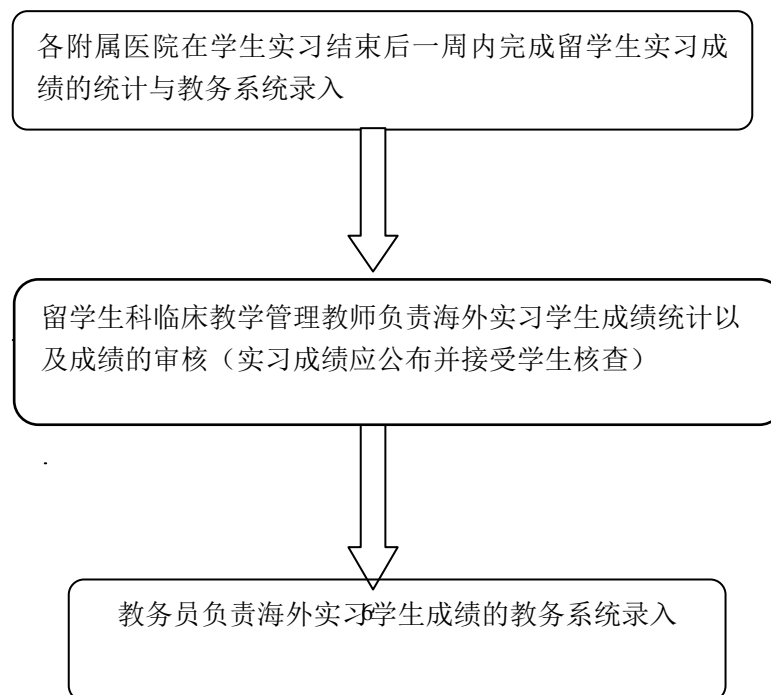 各附属医院在学生实习结束后一周内完成留学生实习成
绩的统计与教务系统录入
留学生科临床教学管理教师负责海外实习学生成绩统计以
及成绩的审核（实习成绩应公布并接受学生核查）
教务员负责海外实习学生成绩的教务系统录入
6